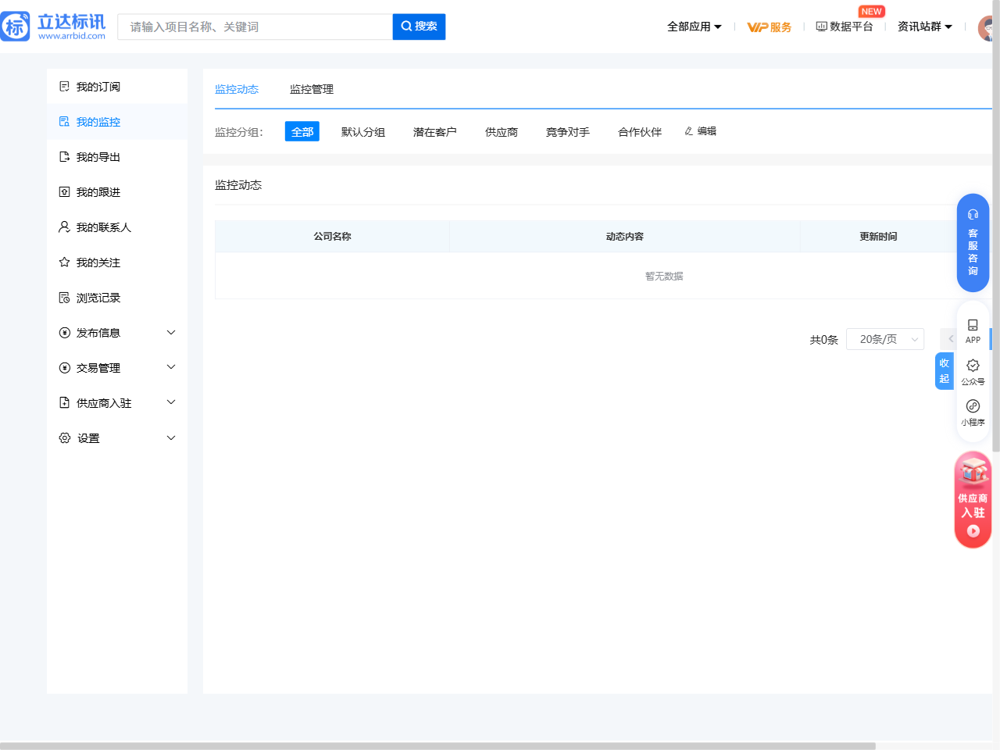 标 立达标讯
www.arrbid.com
请输入项目名称、关键词
搜索
全部应用
VIP服务
数据平台
NEW
资讯站群
我的订阅
我的监控
我的导出
我的跟进
我的联系人
我的关注
浏览记录
发布信息
交易管理
供应商入驻
设置
监控动态 监控管理
监控分组： 全部 默认分组 潜在客户 供应商 竞争对手 合作伙伴 编辑
监控动态
公司名称 动态内容 更新时间
暂无数据
共0条 20条/页
收起
客服咨询
APP
公众号
小程序
供应商
入驻